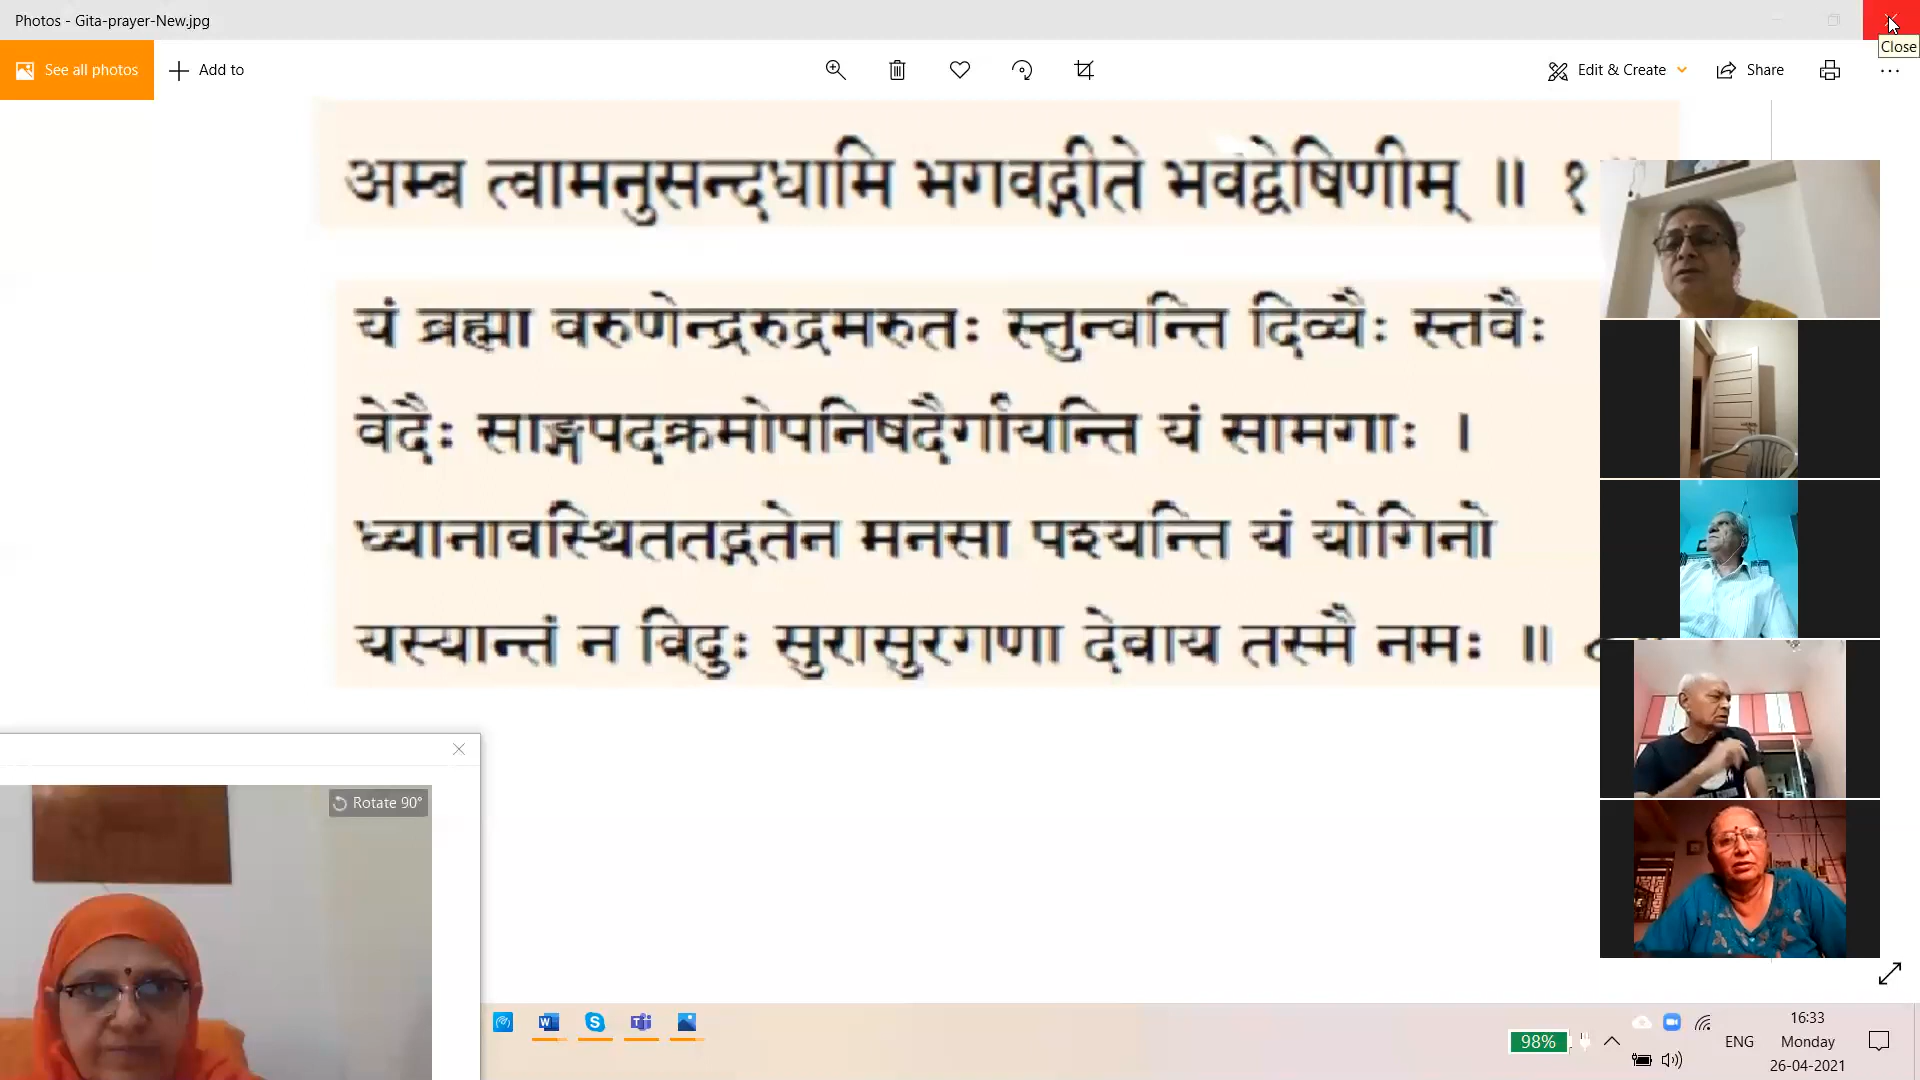 Photos - Gita-prayer-New.jpg
Close
See all photos
Add to
Edit & Create
Share
अम्ब त्वामनुसन्दधामि भगवद्गीते भवद्वेषिणीम् ॥ १
यं ब्रह्मा वरुणेन्द्ररुद्रमरुतः स्तुन्वन्ति दिव्यैः स्तवैः
वेदैः साङ्गपदक्रमोपनिषदैर्गायन्ति यं सामगाः ।
ध्यानावस्थिततद्गतेन मनसा पश्यन्ति यं योगिनो
यस्यान्तं न विदुः सुरासुरगणा देवाय तस्मै नमः ॥
Rotate 90°
98%
ENG
16:33
Monday
26-04-2021